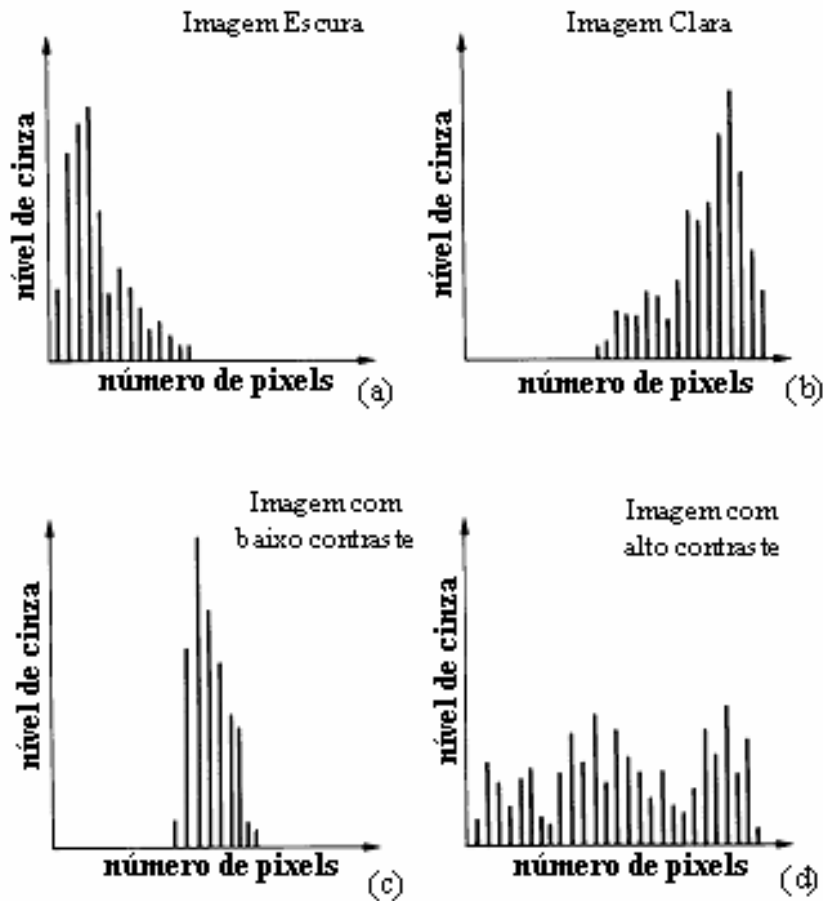 Imagem Escura
nível de cinza
número de pixels
(a)
Imagem Clara
nível de cinza
número de pixels
(b)
Imagem com
baixo contraste
nível de cinza
número de pixels
(c)
Imagem com
alto contraste
nível de cinza
número de pixels
(d)